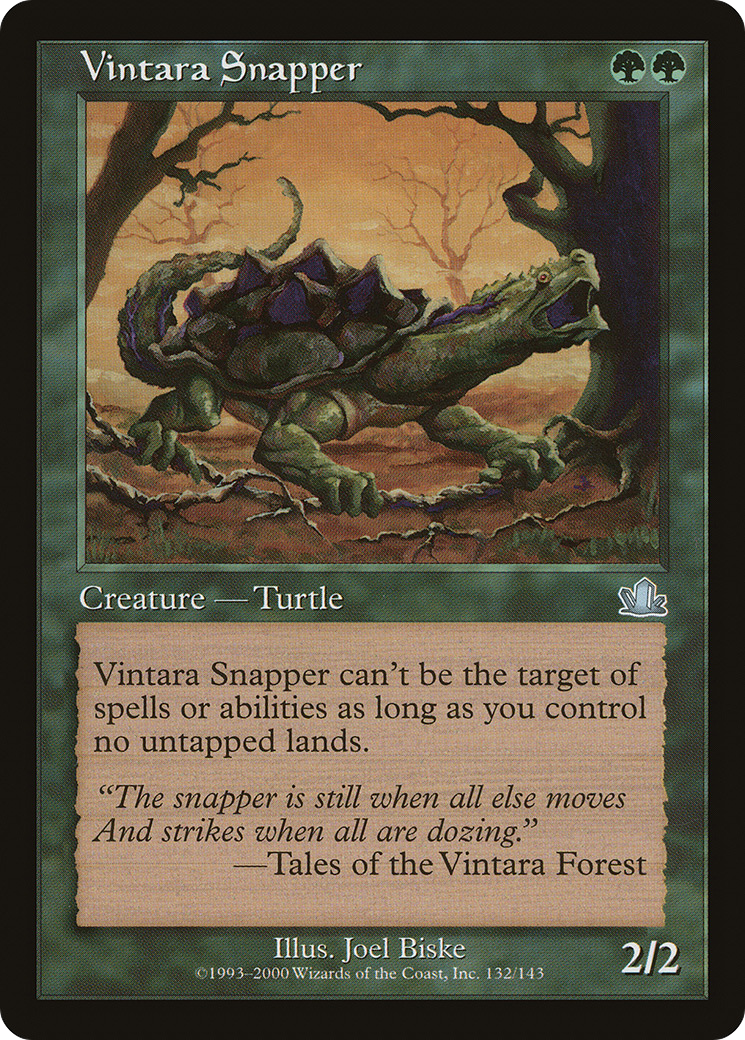 Vintara Snapper
Creature — Turtle
Vintara Snapper can't be the target of
spells or abilities as long as you control
no untapped lands.
“The snapper is still when all else moves
And strikes when all are dozing.”
—Tales of the Vintara Forest
Illus. Joel Biske
©1993–2000 Wizards of the Coast, Inc. 132/143
2/2